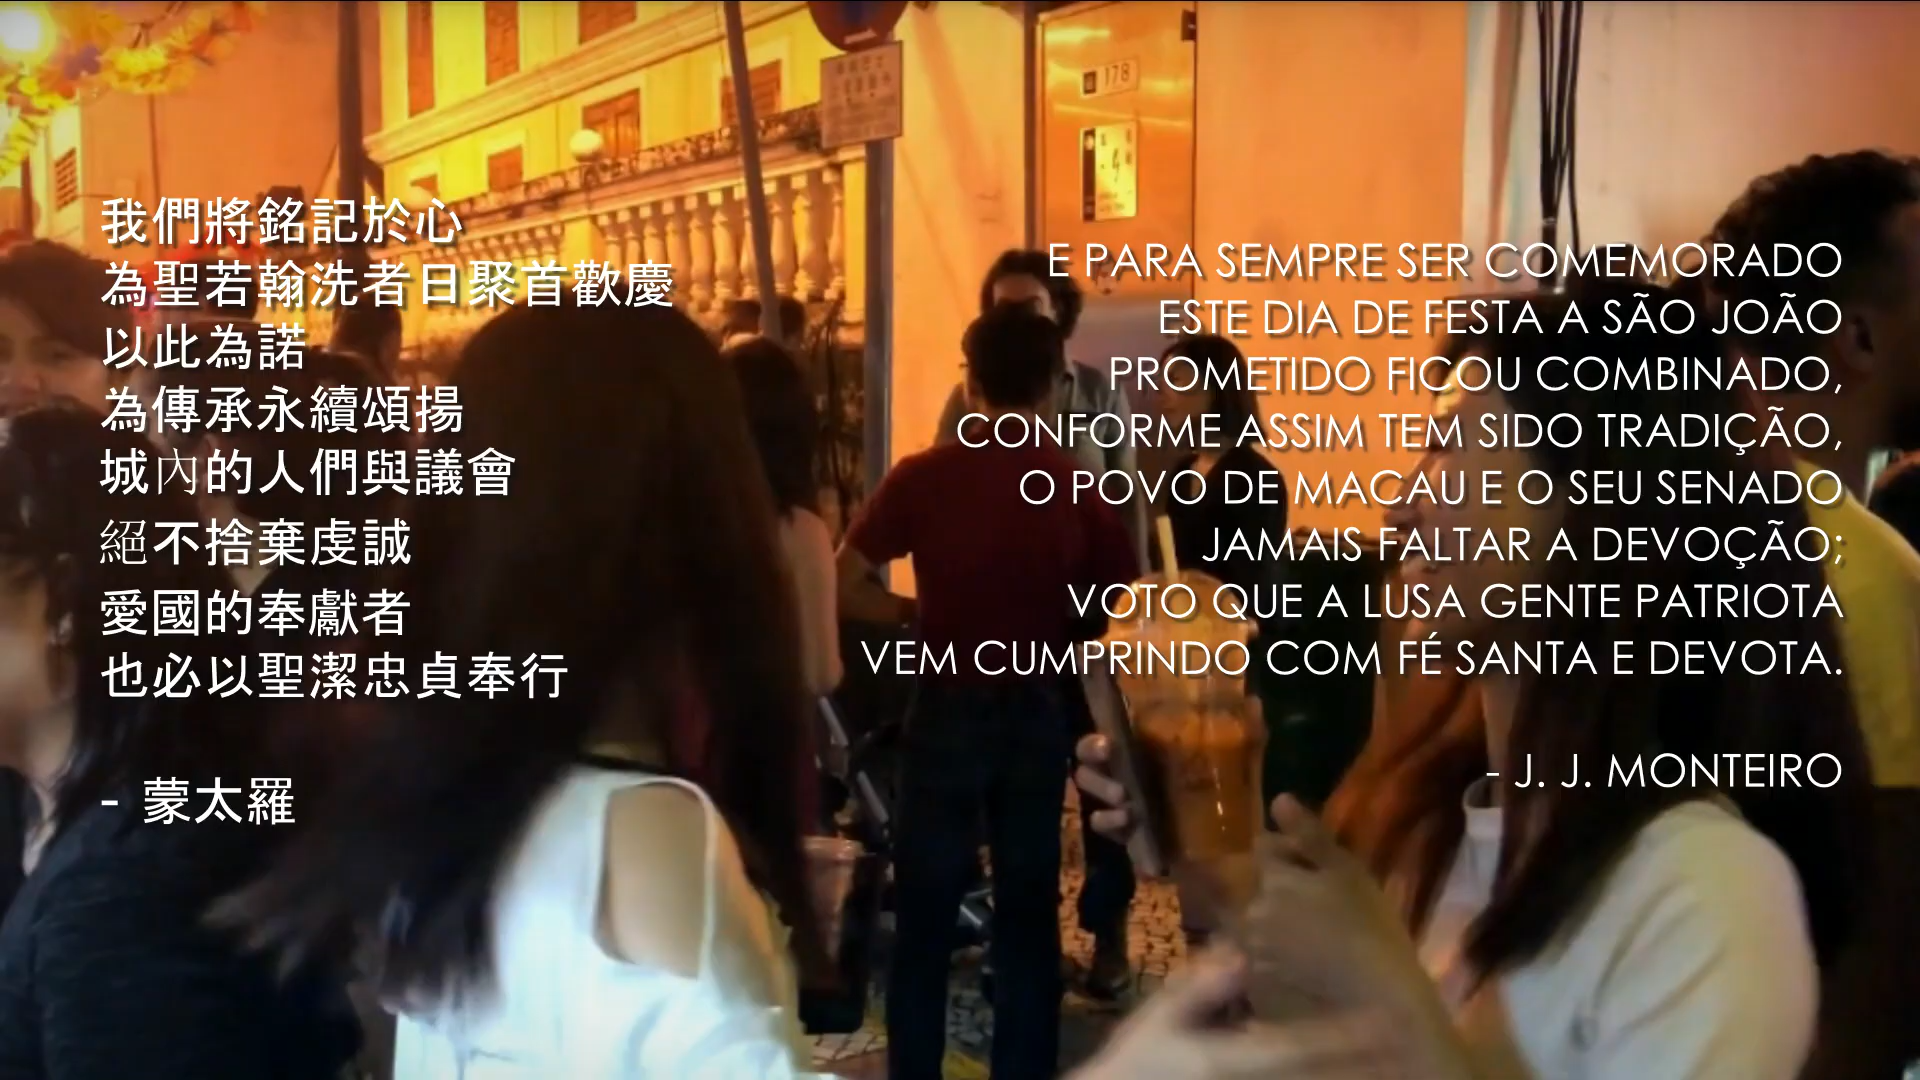 我們將銘記於心
為聖若翰洗者日聚首歡慶
以此為諾
為傳承永續頌揚
城內的人們與議會
絕不捨棄虔誠
愛國的奉獻者
也必以聖潔忠貞奉行
- 蒙太羅
E PARA SEMPRE SER COMEMORADO
ESTE DIA DE FESTA A SÃO JOÃO
PROMETIDO FICOU COMBINADO,
CONFORME ASSIM TEM SIDO TRADIÇÃO,
O POVO DE MACAU E O SEU SENADO
JAMAIS FALTAR A DEVOÇÃO;
VOTO QUE A LUSA GENTE PATRIOTA
VEM CUMPRINDO COM FÉ SANTA E DEVOTA.
- J. J. MONTEIRO
178